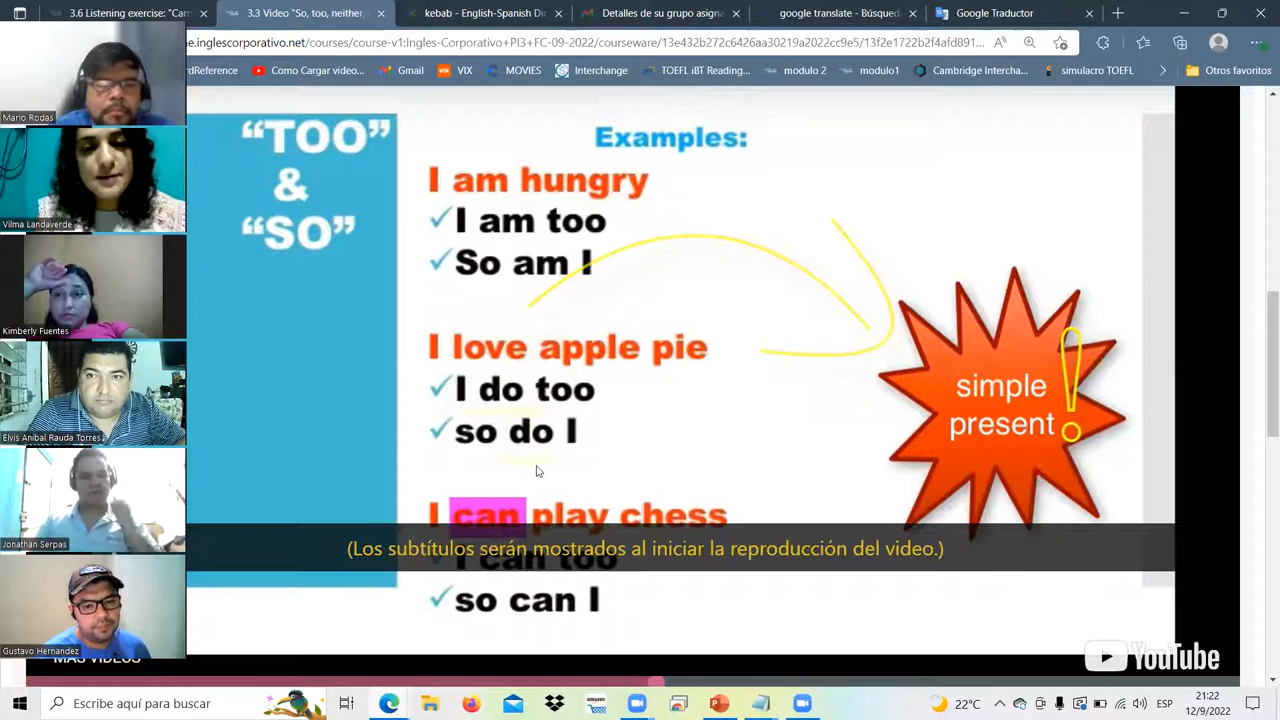 3.6 Listening exercise: "Can
3.3 Video "So, too, neither,
kebab - English-Spanish Di
Detalles de su grupo asign
google translate - Búsqued
Google Traductor
e.inglescorporativo.net/courses/course-v1:Ingles-Corporativo+PI3+FC-09-2022/courseware/13e432b272c6426aa30219a2022cc9e5/13f2e1722b2f4afd891...
rdReference
Como Cargar vídeo...
Gmail
VIX
MOVIES
Interchange
TOEFL iBT Reading...
modulo 2
modulo1
Cambridge Intercha...
simulacro TOEFL
Otros favoritos
Mario Rodas
Vilma Landaverde
Kimberly Fuentes
Elvis Anibal Rauda Torres
Jonathan Serpas
Gustavo Hernandez
"TOO"
&
"SO"
Examples:
I am hungry
I am too
So am I
I love apple pie
I do too
so do I
I can play chess
I can too
so can I
simple
present
!
(Los subtítulos serán mostrados al iniciar la reproducción del video.)
MÁS VIDEOS
YouTube
Escribe aquí para buscar
22°C
ESP
21:22
12/9/2022